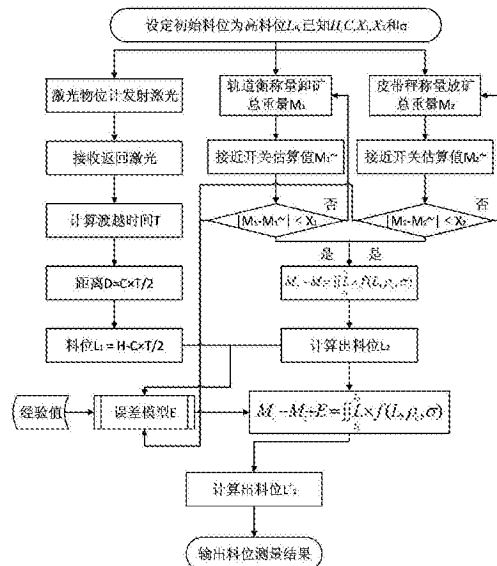 设定初始料位为高料位L₀,已知H,C,X₁,X₂和σ
激光物位计发射激光
接收返回激光
计算渡越时间T
距离D=C×T/2
料位L₁ = H-C×T/2
轨道衡称量卸矿
总重量M₁
接近开关估算值M₁~
|M₁-M₁~| < X₁
否
是
皮带秤称量放矿
总重量M₂
接近开关估算值M₂~
|M₂-M₂~| < X₂
否
是
计算出料位L₂
经验值
误差模型E
计算出料位L'₂
输出料位测量结果